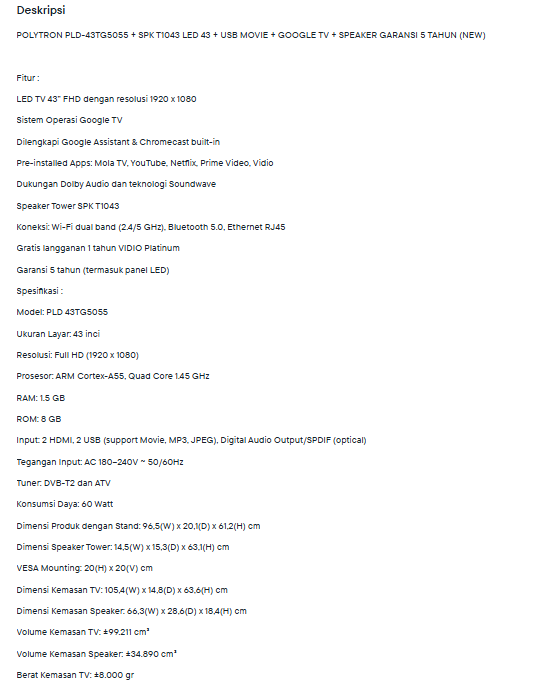 Deskripsi
POLYTRON PLD-43TG5055 + SPK T1043 LED 43 + USB MOVIE + GOOGLE TV + SPEAKER GARANSI 5 TAHUN (NEW)
Fitur :
LED TV 43" FHD dengan resolusi 1920 x 1080
Sistem Operasi Google TV
Dilengkapi Google Assistant & Chromecast built-in
Pre-installed Apps: Mola TV, YouTube, Netflix, Prime Video, Vidio
Dukungan Dolby Audio dan teknologi Soundwave
Speaker Tower SPK T1043
Koneksi: Wi-Fi dual band (2.4/5 GHz), Bluetooth 5.0, Ethernet RJ45
Gratis langganan 1 tahun VIDIO Platinum
Garansi 5 tahun (termasuk panel LED)
Spesifikasi :
Model: PLD 43TG5055
Ukuran Layar: 43 inci
Resolusi: Full HD (1920 x 1080)
Prosesor: ARM Cortex-A55, Quad Core 1.45 GHz
RAM: 1.5 GB
ROM: 8 GB
Input: 2 HDMI, 2 USB (support Movie, MP3, JPEG), Digital Audio Output/SPDIF (optical)
Tegangan Input: AC 180–240V ~ 50/60Hz
Tuner: DVB-T2 dan ATV
Konsumsi Daya: 60 Watt
Dimensi Produk dengan Stand: 96,5(W) x 20,1(D) x 61,2(H) cm
Dimensi Speaker Tower: 14,5(W) x 15,3(D) x 63,1(H) cm
VESA Mounting: 20(H) x 20(V) cm
Dimensi Kemasan TV: 105,4(W) x 14,8(D) x 63,6(H) cm
Dimensi Kemasan Speaker: 66,3(W) x 28,6(D) x 18,4(H) cm
Volume Kemasan TV: ±99.211 cm³
Volume Kemasan Speaker: ±34.890 cm³
Berat Kemasan TV: ±8.000 gr